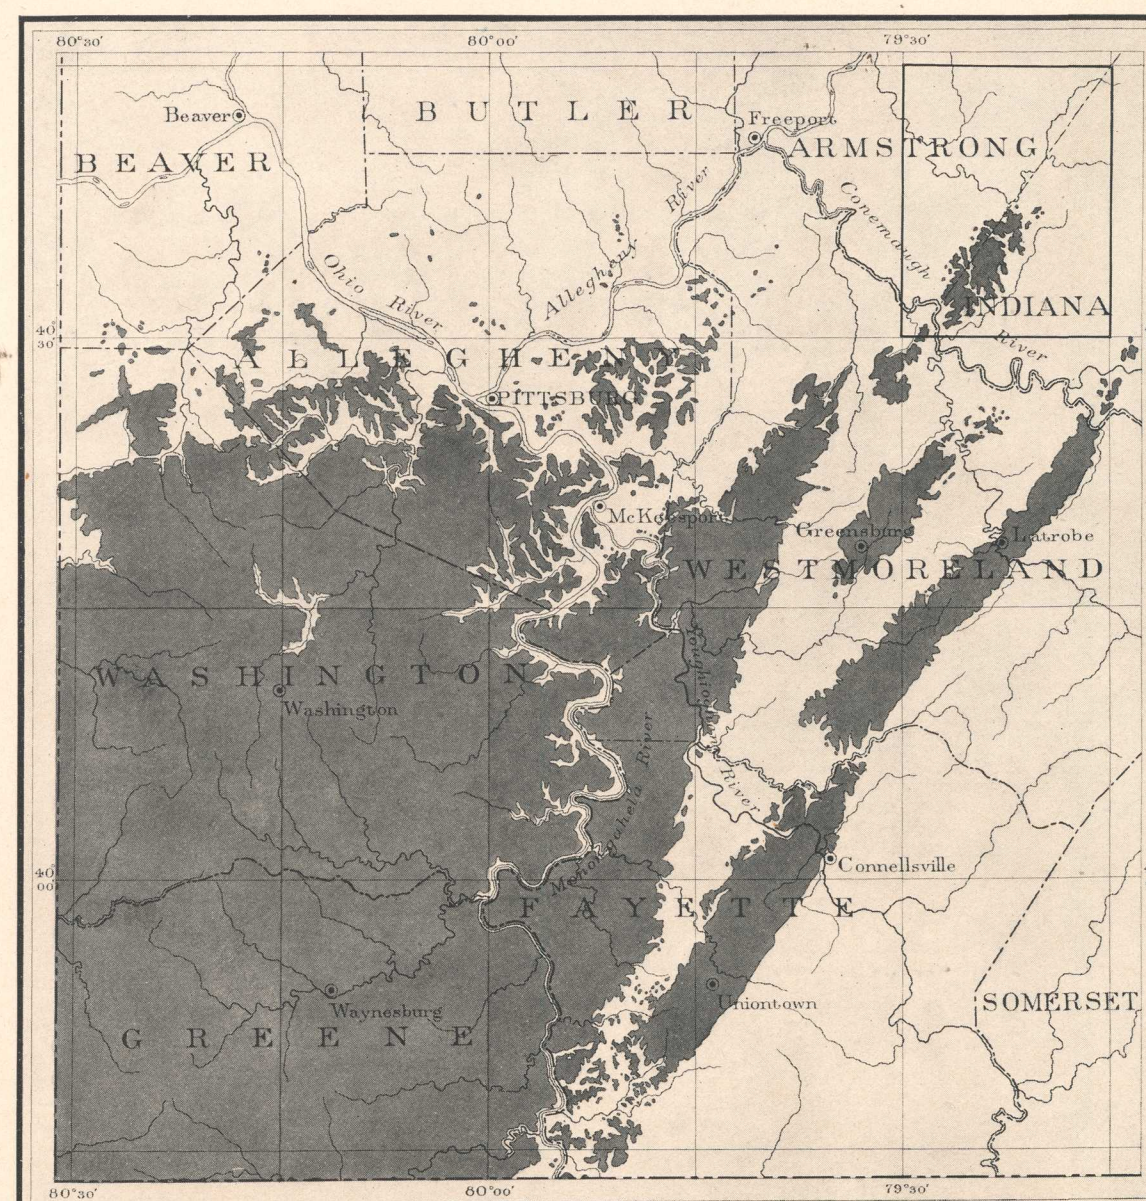 80°30' 80°00' 79°30'
BUTLER
Beaver
Freeport
BEAVER
ARMSTRONG
River
Conemaugh
Ohio River
Allegheny
INDIANA
40°
30'
River
ALLEGHENY
PITTSBURG
McKeesport
Greensburg
Latrobe
WESTMORELAND
WASHINGTON
Washington
Youghiogheny River
Monongahela River
Connellsville
40°
00'
FAYETTE
Waynesburg
Uniontown
SOMERSET
GREENE
80°30' 80°00' 79°30'